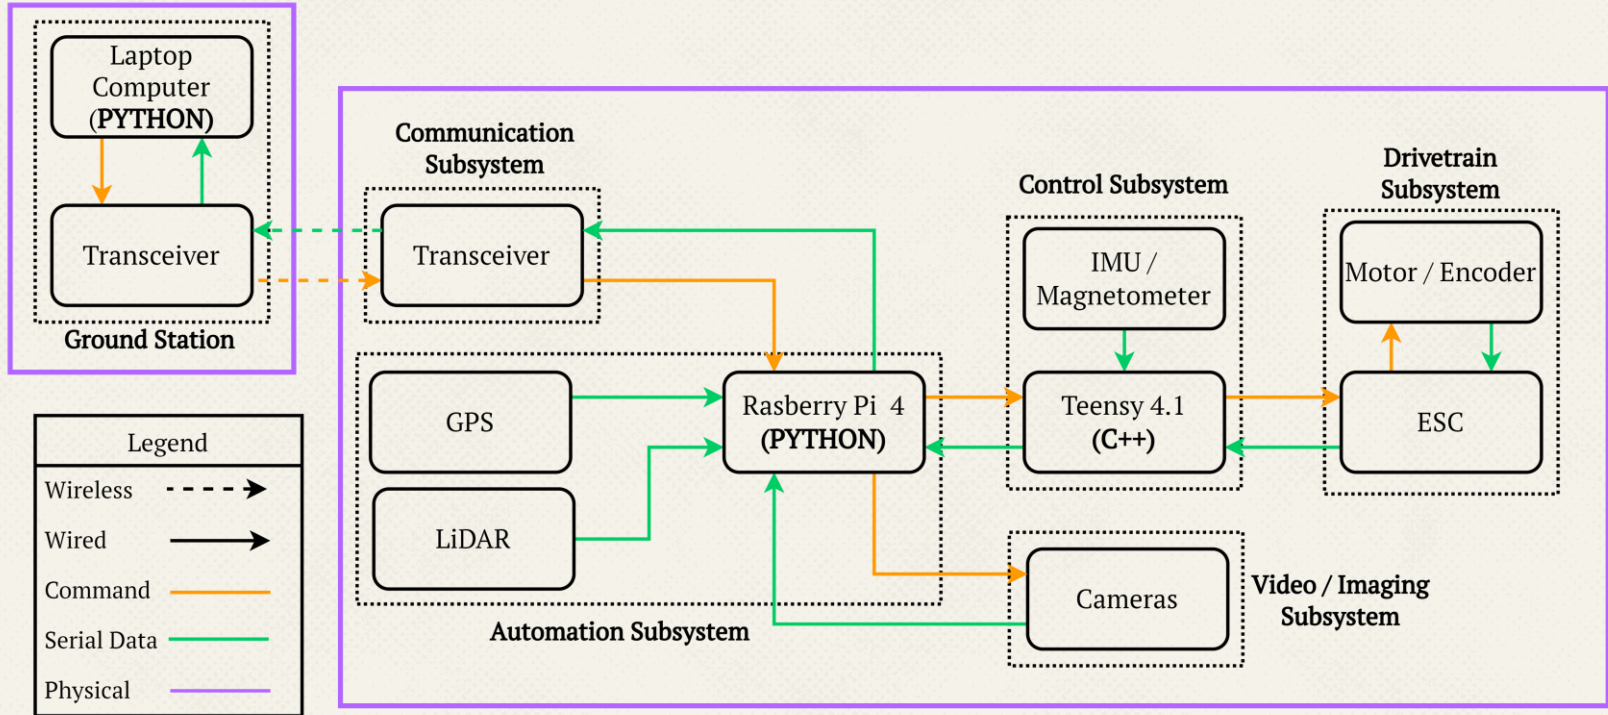 Laptop
Computer
(PYTHON)
Transceiver
Ground Station
Communication
Subsystem
Transceiver
Control Subsystem
IMU /
Magnetometer
Drivetrain
Subsystem
Motor / Encoder
GPS
Rasberry Pi 4
(PYTHON)
Teensy 4.1
(C++)
ESC
LiDAR
Automation Subsystem
Cameras
Video / Imaging
Subsystem
Legend
Wireless
Wired
Command
Serial Data
Physical